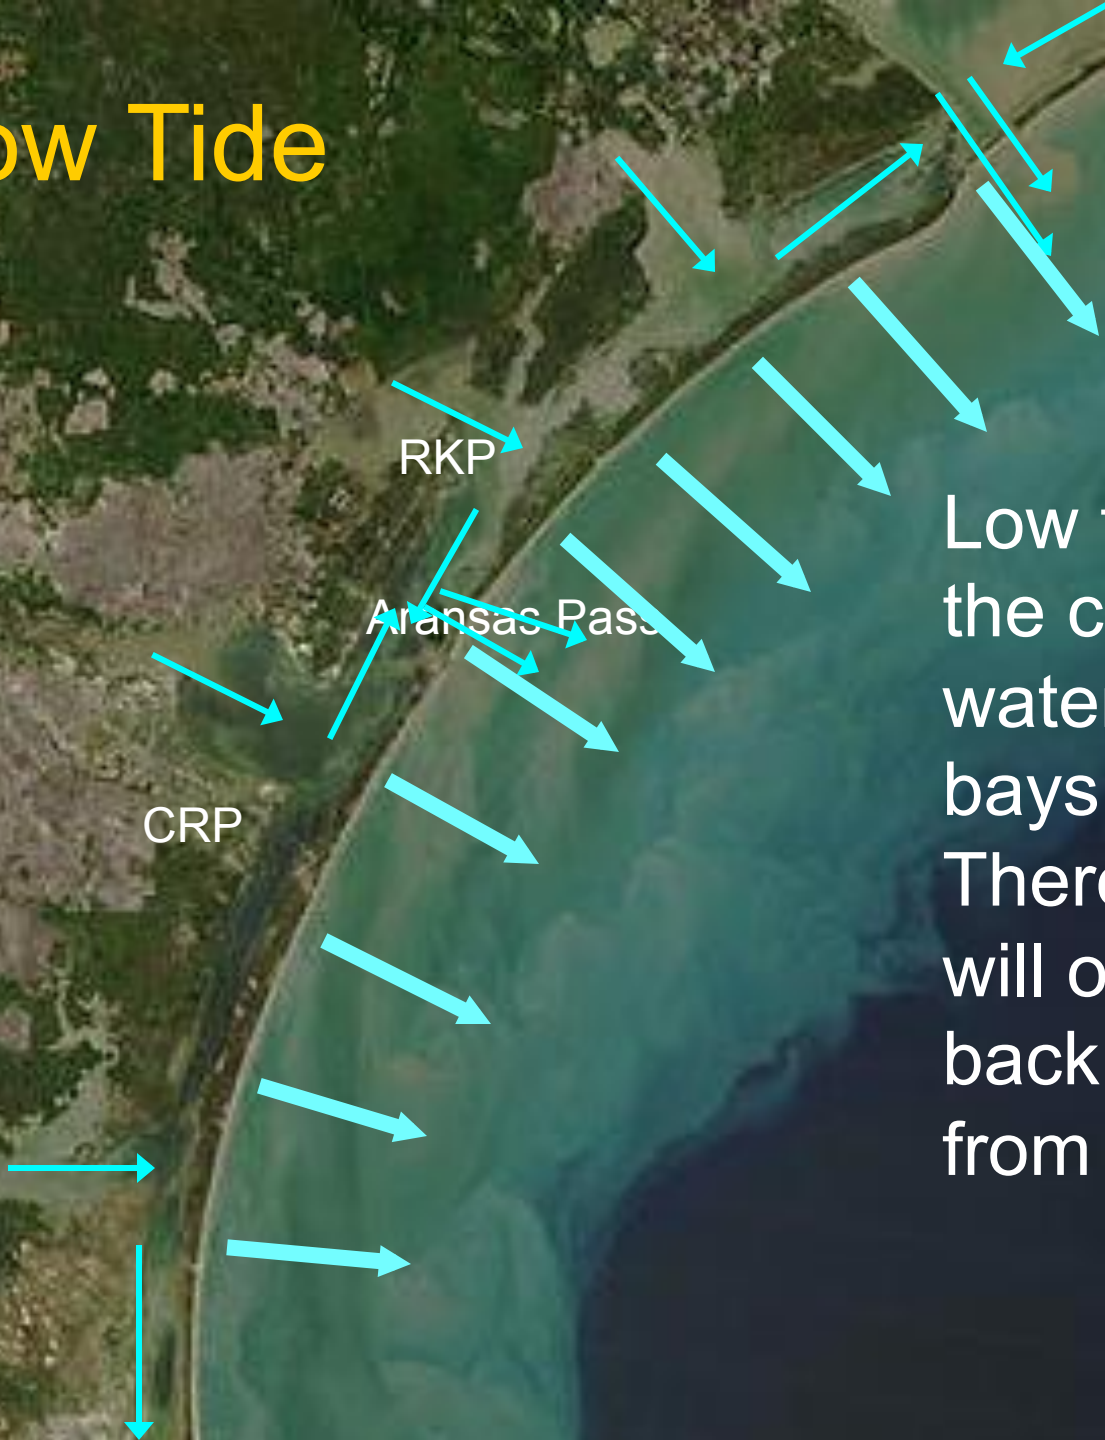 ow Tide
RKP
Aransas Pass
CRP
Low
the c
water
bays
There
will o
back
from